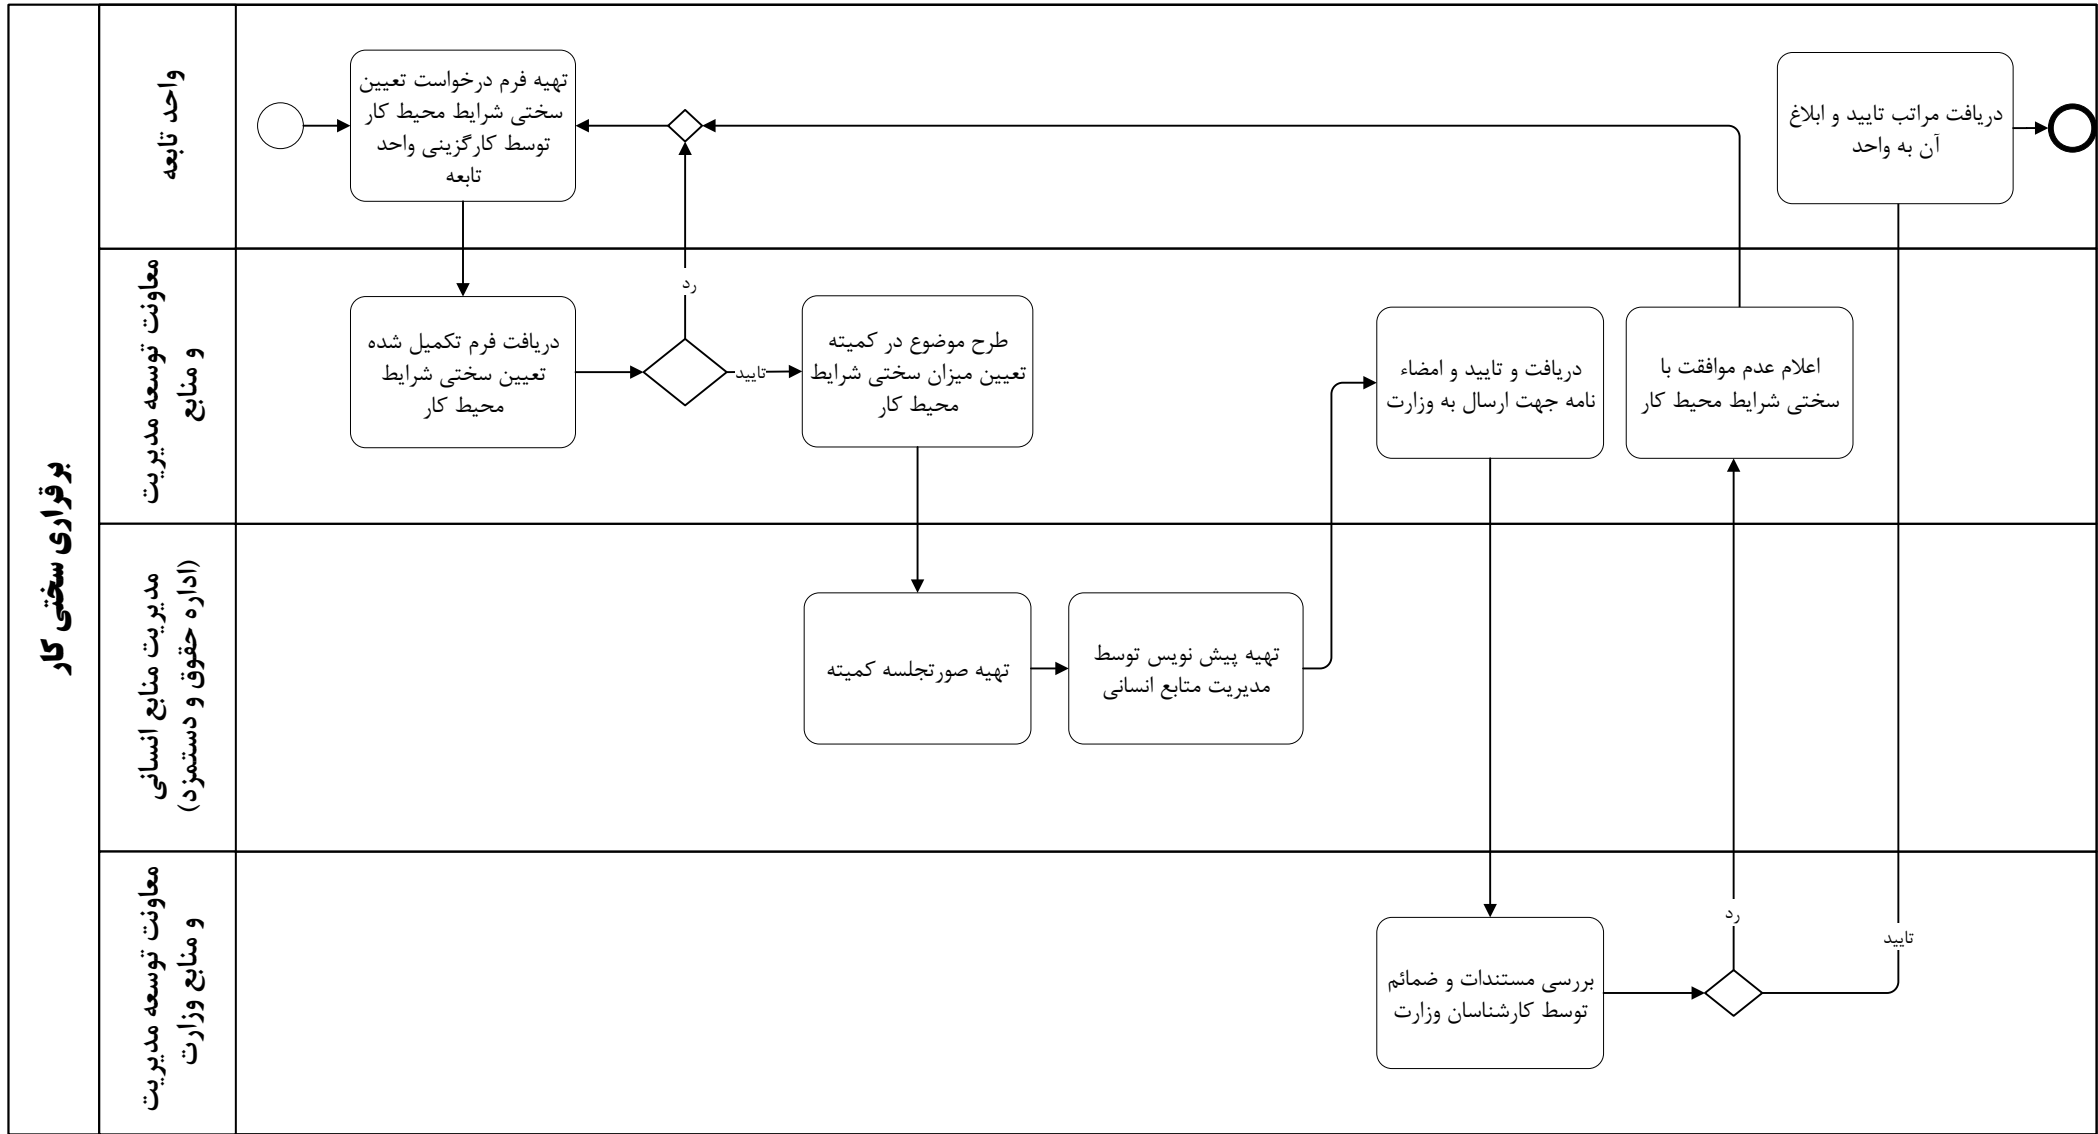 برقراری سختی کار
واحد تابعه
تهیه فرم درخواست تعیین
سختی شرایط محیط کار
توسط کارگزینی واحد
تابعه
دریافت مراتب تایید و ابلاغ
آن به واحد
معاونت توسعه مدیریت
و منابع
دریافت فرم تکمیل شده
تعیین سختی شرایط
محیط کار
رد
تایید
طرح موضوع در کمیته
تعیین میزان سختی شرایط
محیط کار
دریافت و تایید و امضاء
نامه جهت ارسال به وزارت
اعلام عدم موافقت با
سختی شرایط محیط کار
مدیریت منابع انسانی
(اداره حقوق و دستمزد)
تهیه صورتجلسه کمیته
تهیه پیش نویس توسط
مدیریت متابع انسانی
معاونت توسعه مدیریت
و منابع وزارت
بررسی مستندات و ضمائم
توسط کارشناسان وزارت
رد
تایید